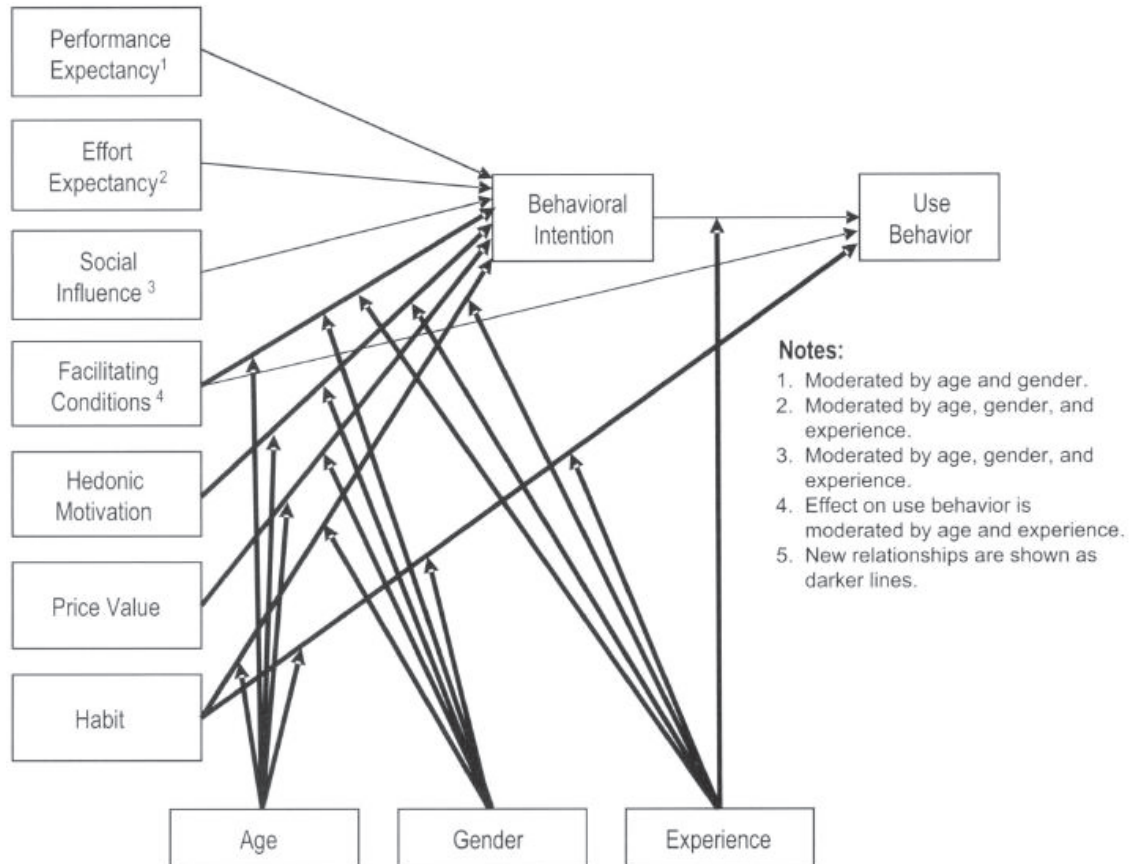 Performance
Expectancy¹
Effort
Expectancy²
Social
Influence ³
Facilitating
Conditions ⁴
Hedonic
Motivation
Price Value
Habit
Behavioral
Intention
Use
Behavior
Notes:
1. Moderated by age and gender.
2. Moderated by age, gender, and
experience.
3. Moderated by age, gender, and
experience.
4. Effect on use behavior is
moderated by age and experience.
5. New relationships are shown as
darker lines.
Age
Gender
Experience